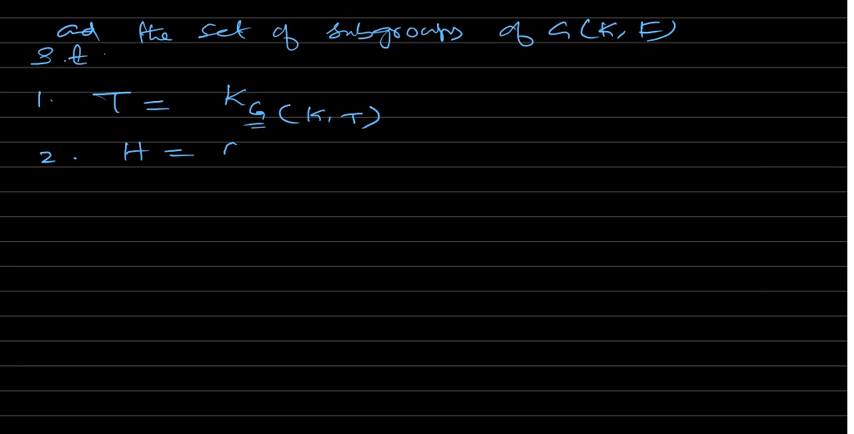 and the set of subgroups of G(K, F)
s.t.
1. T = K_G(K, T)
2. H =